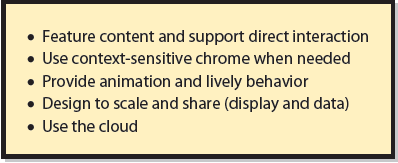 • Feature content and support direct interaction
• Use context-sensitive chrome when needed
• Provide animation and lively behavior
• Design to scale and share (display and data)
• Use the cloud